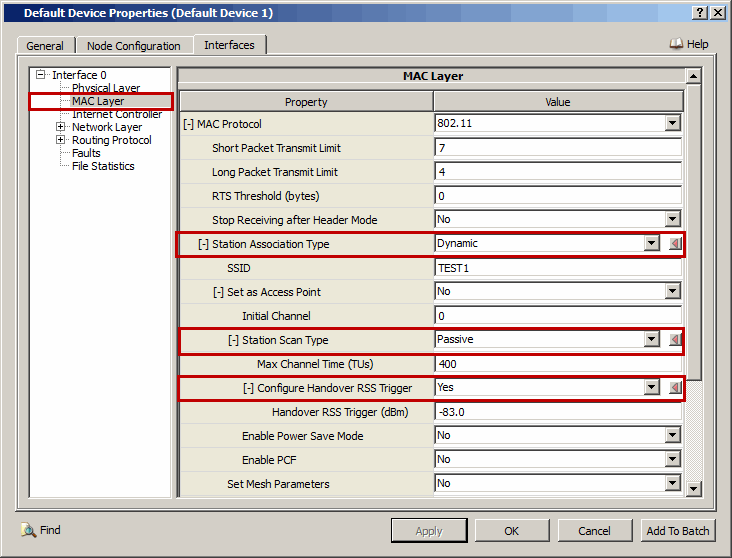 Default Device Properties (Default Device 1)
General Node Configuration Interfaces Help
Interface 0
Physical Layer
MAC Layer
Internet Controller
Network Layer
Routing Protocol
Faults
File Statistics
MAC Layer
Property Value
[-] MAC Protocol 802.11
Short Packet Transmit Limit 7
Long Packet Transmit Limit 4
RTS Threshold (bytes) 0
Stop Receiving after Header Mode No
[-] Station Association Type Dynamic
SSID TEST1
[-] Set as Access Point No
Initial Channel 0
[-] Station Scan Type Passive
Max Channel Time (TUs) 400
[-] Configure Handover RSS Trigger Yes
Handover RSS Trigger (dBm) -83.0
Enable Power Save Mode No
Enable PCF No
Set Mesh Parameters No
Find Apply OK Cancel Add To Batch